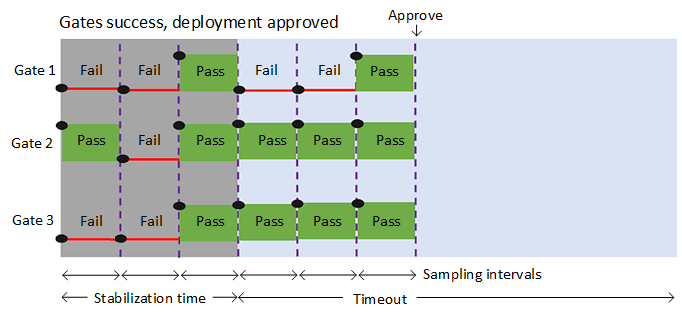 Gates success, deployment approved
Approve
Gate 1 Fail Fail Pass Fail Fail Pass
Gate 2 Pass Fail Pass Pass Pass Pass
Gate 3 Fail Fail Pass Pass Pass Pass
Sampling intervals
Stabilization time Timeout